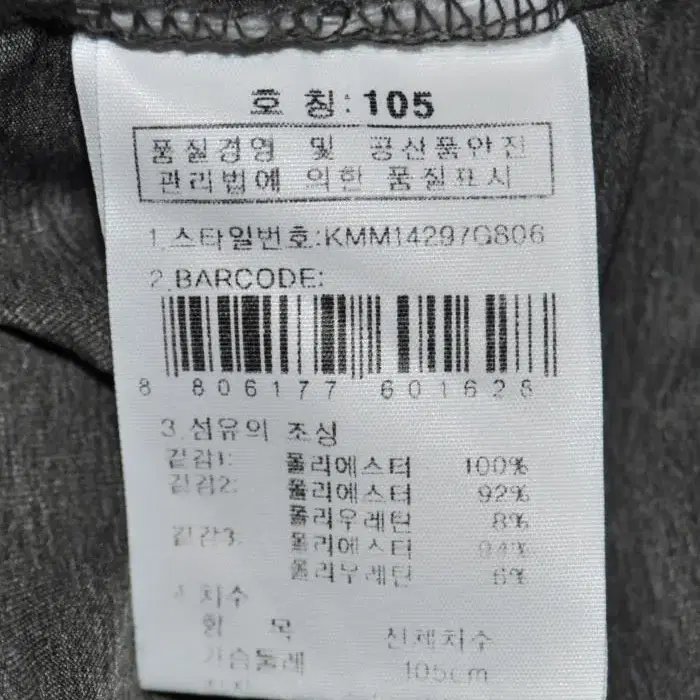 호 칭: 105
품질경영 및 공산품안전
관리법에 의한 품질표시
1.스타일번호:KMM14297G806
2.BARCODE:
8 806177 601628
3.섬유의 조성
겉감1: 폴리에스터 100%
겉감2: 폴리에스터 92%
폴리우레탄 8%
겉감3: 폴리에스터 94%
폴리우레탄 6%
4.치수
항 목 신체치수
가슴둘레 105cm